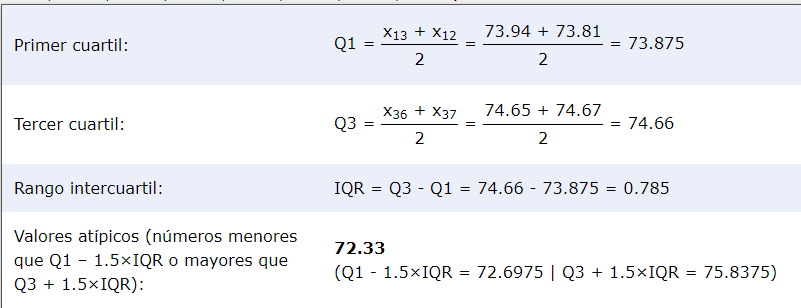 Primer cuartil:
Q1 = x₁₃ + x₁₂ / 2 = 73.94 + 73.81 / 2 = 73.875
Tercer cuartil:
Q3 = x₃₆ + x₃₇ / 2 = 74.65 + 74.67 / 2 = 74.66
Rango intercuartil:
IQR = Q3 - Q1 = 74.66 - 73.875 = 0.785
Valores atípicos (números menores
que Q1 – 1.5×IQR o mayores que
Q3 + 1.5×IQR):
72.33
(Q1 - 1.5×IQR = 72.6975 | Q3 + 1.5×IQR = 75.8375)